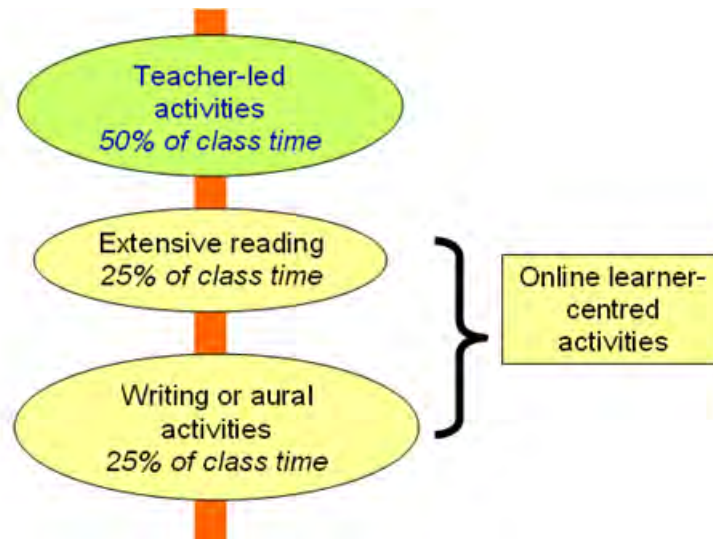 Teacher-led
activities
50% of class time
Extensive reading
25% of class time
Writing or aural
activities
25% of class time
Online learner-
centred
activities